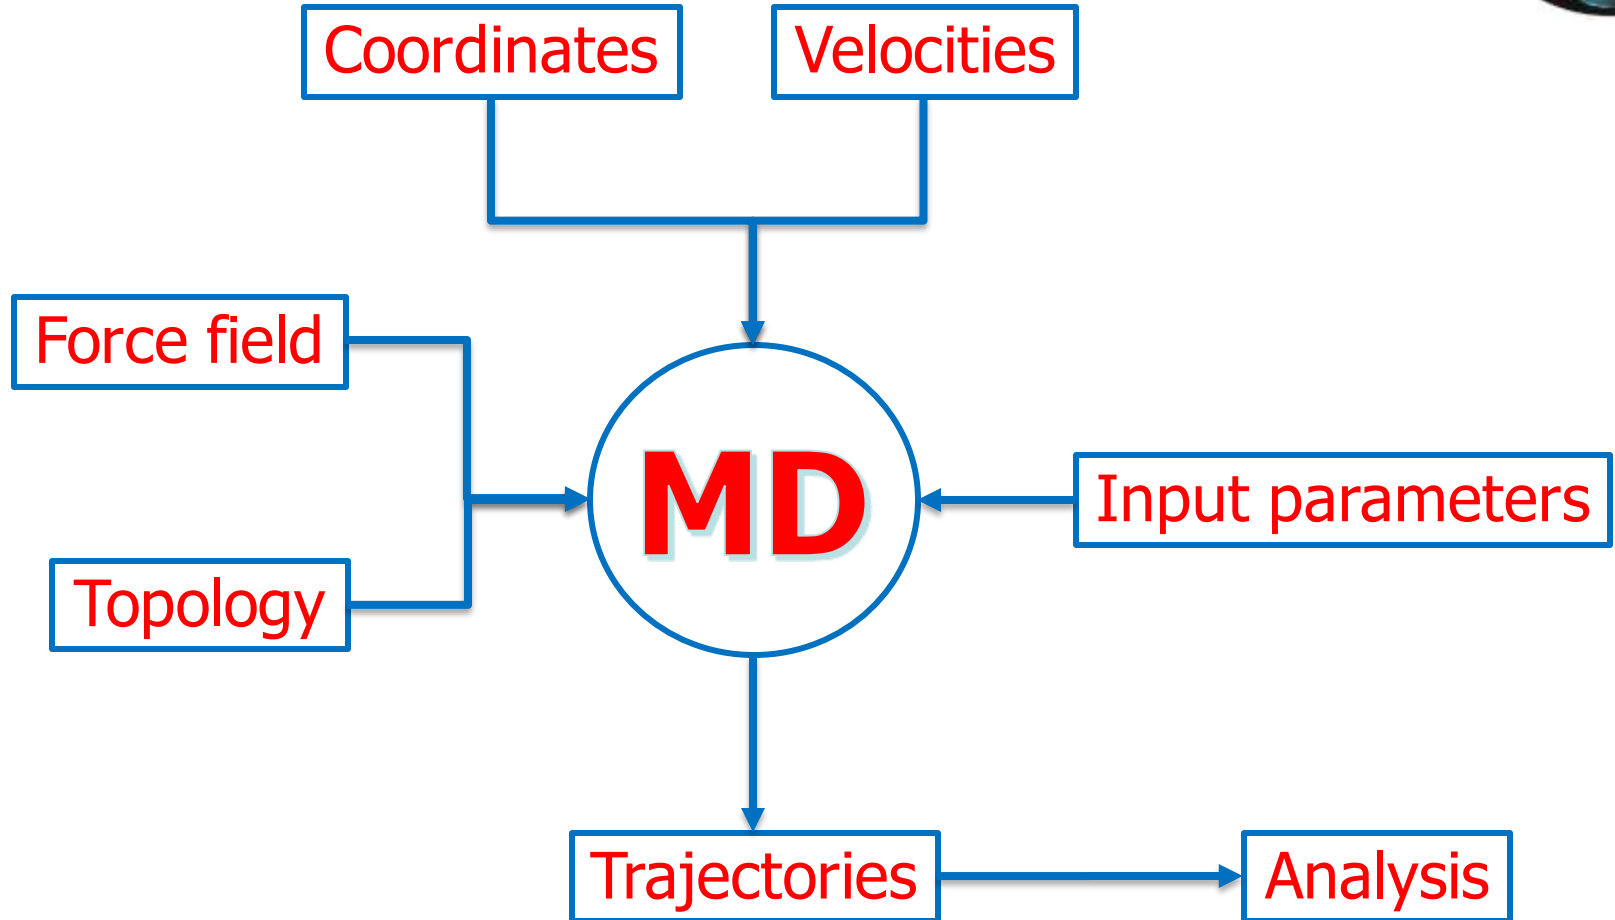 Coordinates
Velocities
Force field
MD
Input parameters
Topology
Trajectories
Analysis